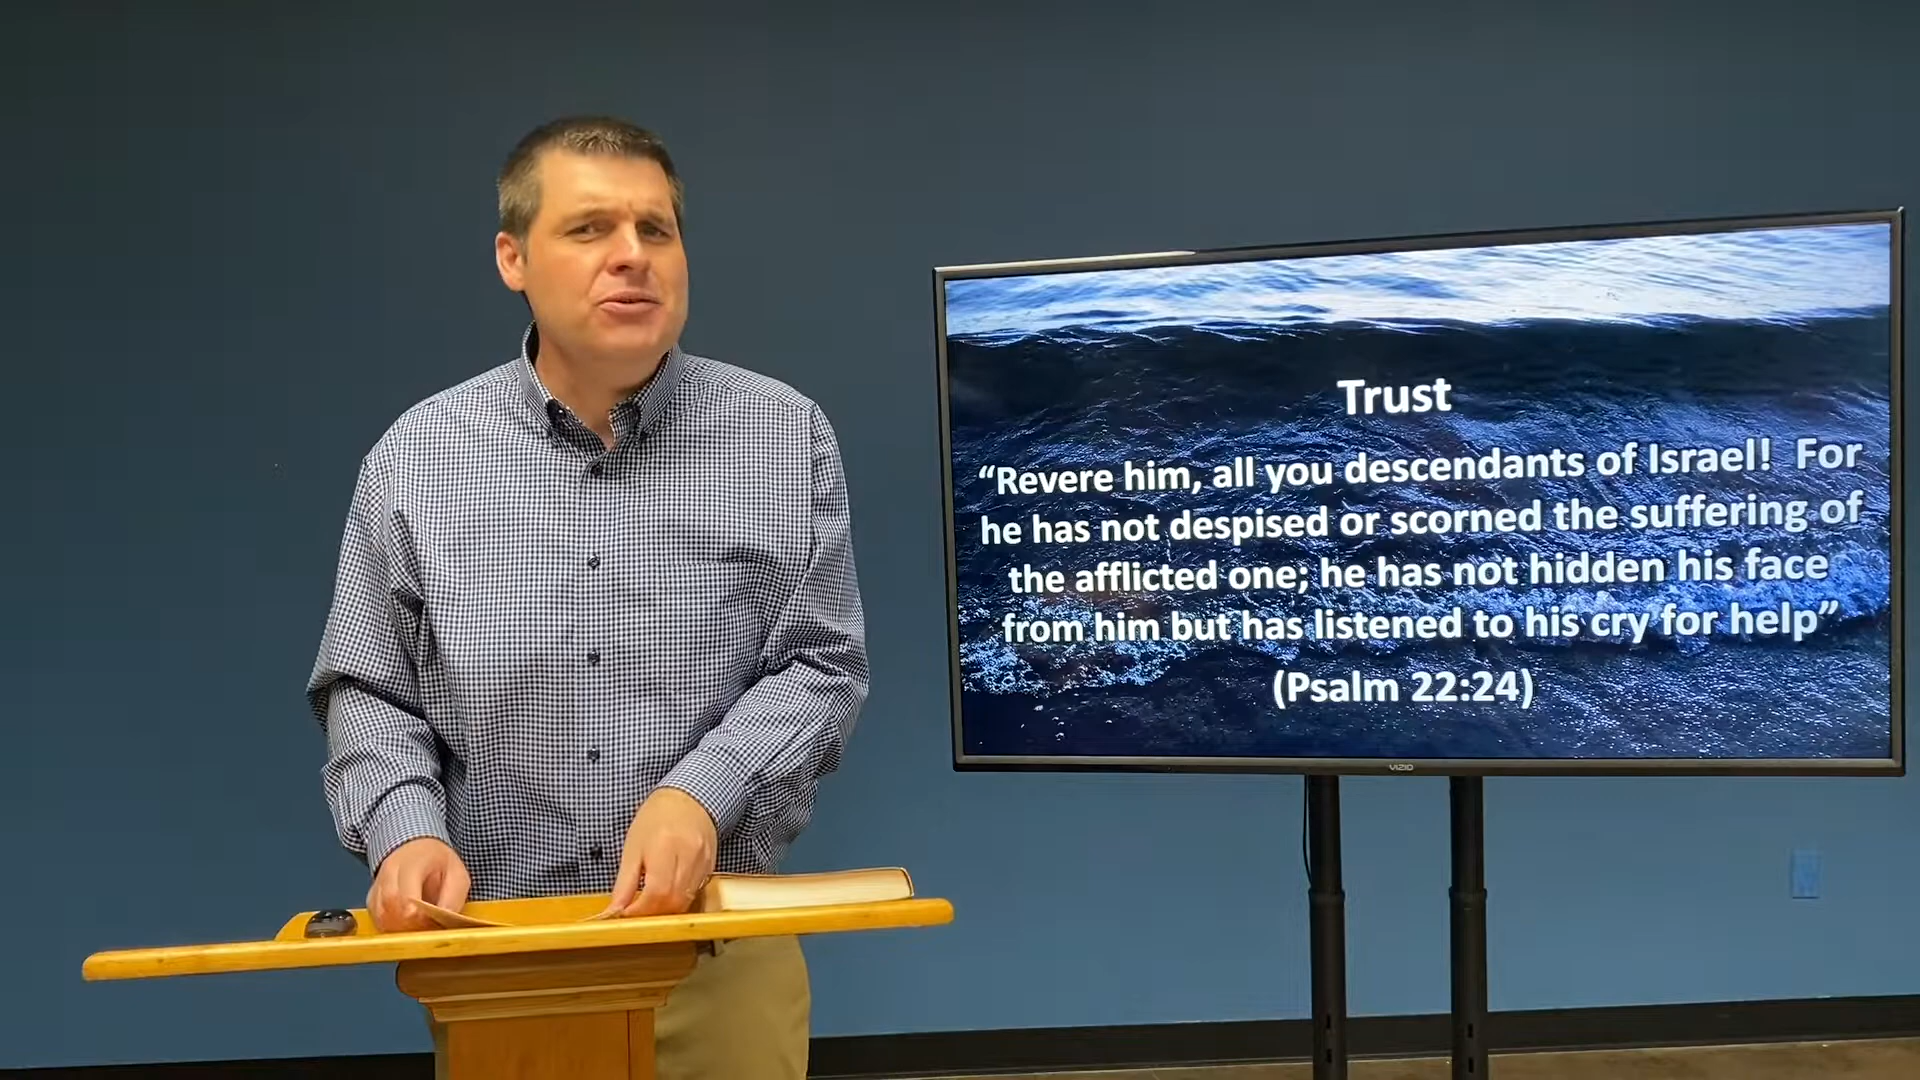 Trust
“Revere him, all you descendants of Israel! For
he has not despised or scorned the suffering of
the afflicted one; he has not hidden his face
from him but has listened to his cry for help”
(Psalm 22:24)
VIZIO